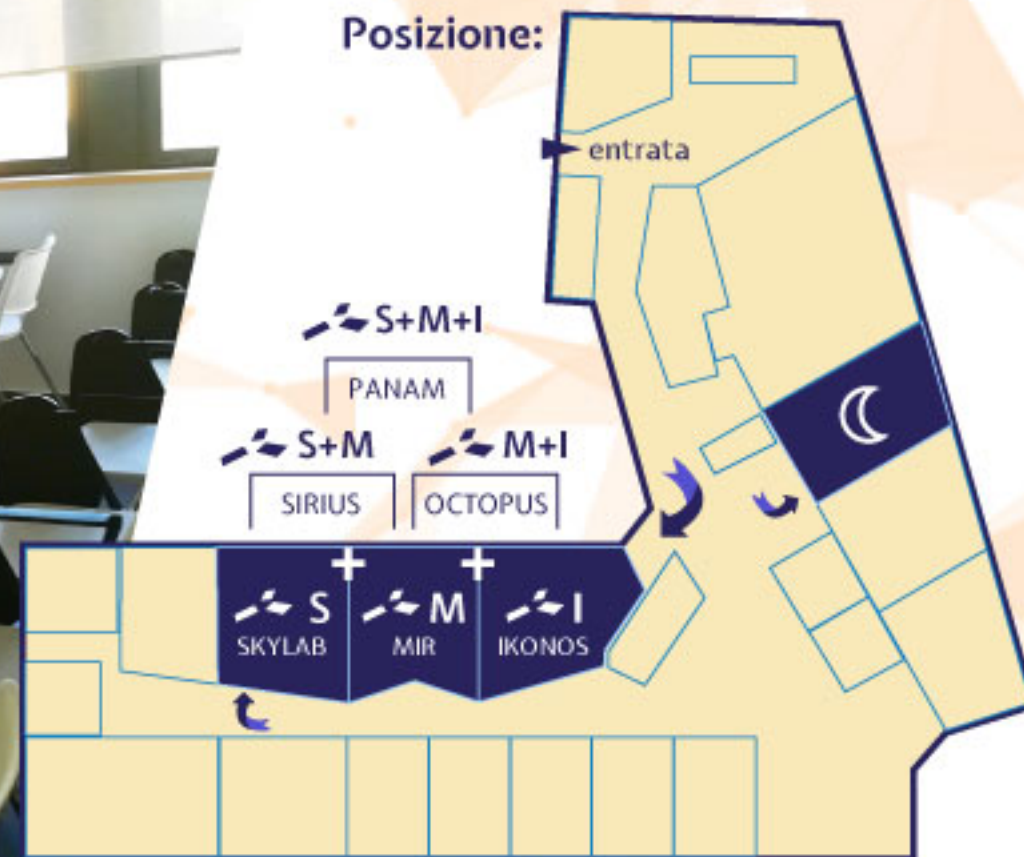 Posizione:
entrata
S+M+I
PANAM
S+M
M+I
SIRIUS
OCTOPUS
S
M
I
SKYLAB
MIR
IKONOS